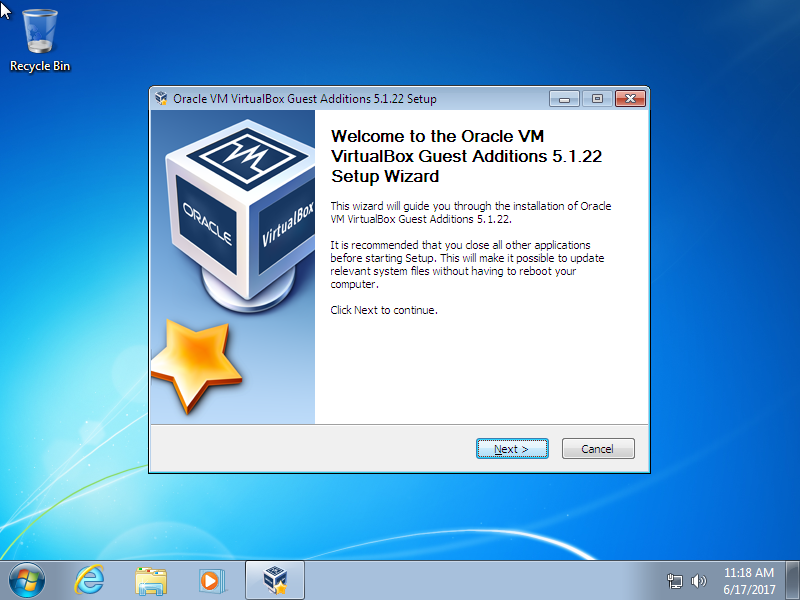 Recycle Bin
Oracle VM VirtualBox Guest Additions 5.1.22 Setup
ORACLE
VirtualBox
Welcome to the Oracle VM
VirtualBox Guest Additions 5.1.22
Setup Wizard
This wizard will guide you through the installation of Oracle
VM VirtualBox Guest Additions 5.1.22.
It is recommended that you close all other applications
before starting Setup. This will make it possible to update
relevant system files without having to reboot your
computer.
Click Next to continue.
Next >
Cancel
11:18 AM
6/17/2017